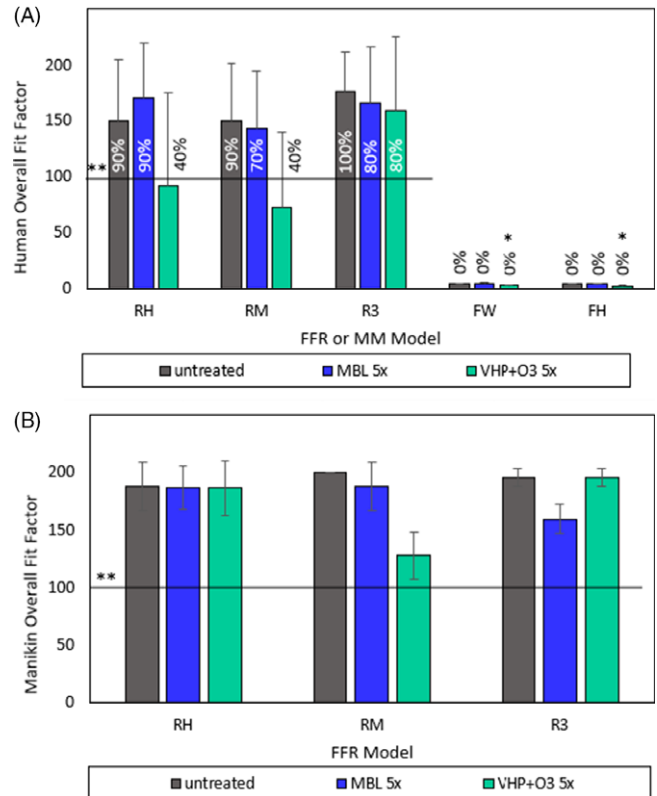 (A)
Human Overall Fit Factor
200
150
100
50
0
**
90%
90%
40%
90%
70%
40%
100%
80%
80%
0%
0%
*
0%
0%
0%
*
0%
RH RM R3 FW FH
FFR or MM Model
untreated MBL 5x VHP+O3 5x
(B)
Manikin Overall Fit Factor
200
150
100
50
0
**
RH RM R3
FFR Model
untreated MBL 5x VHP+O3 5x